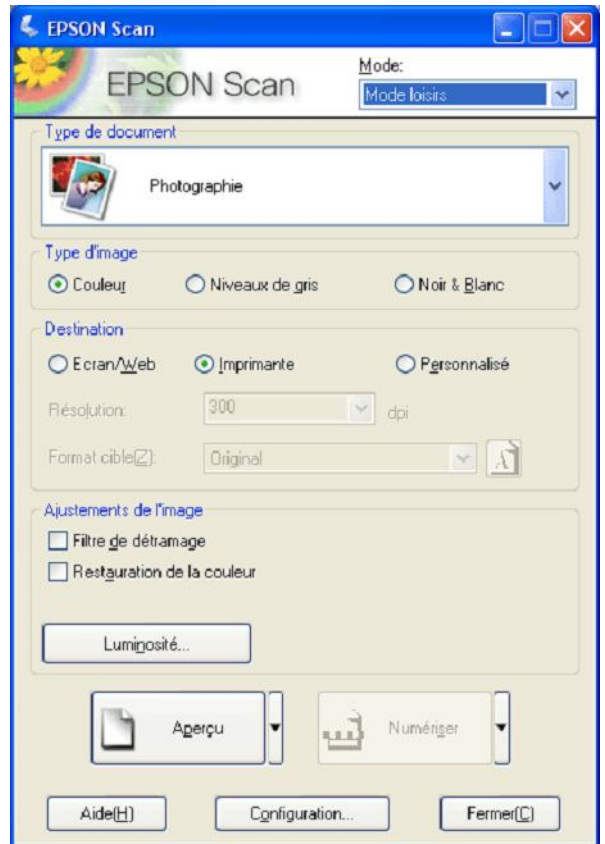 EPSON Scan
EPSON Scan
Mode:
Mode loisirs
Type de document
Photographie
Type d'image
Couleur Niveaux de gris Noir & Blanc
Destination
Ecran/Web Imprimante Personnalisé
Résolution: 300 dpi
Format cible(Z): Original A
Ajustements de l'image
Filtre de détramage
Restauration de la couleur
Luminosité...
Aperçu Numériser
Aide(H) Configuration... Fermer(C)